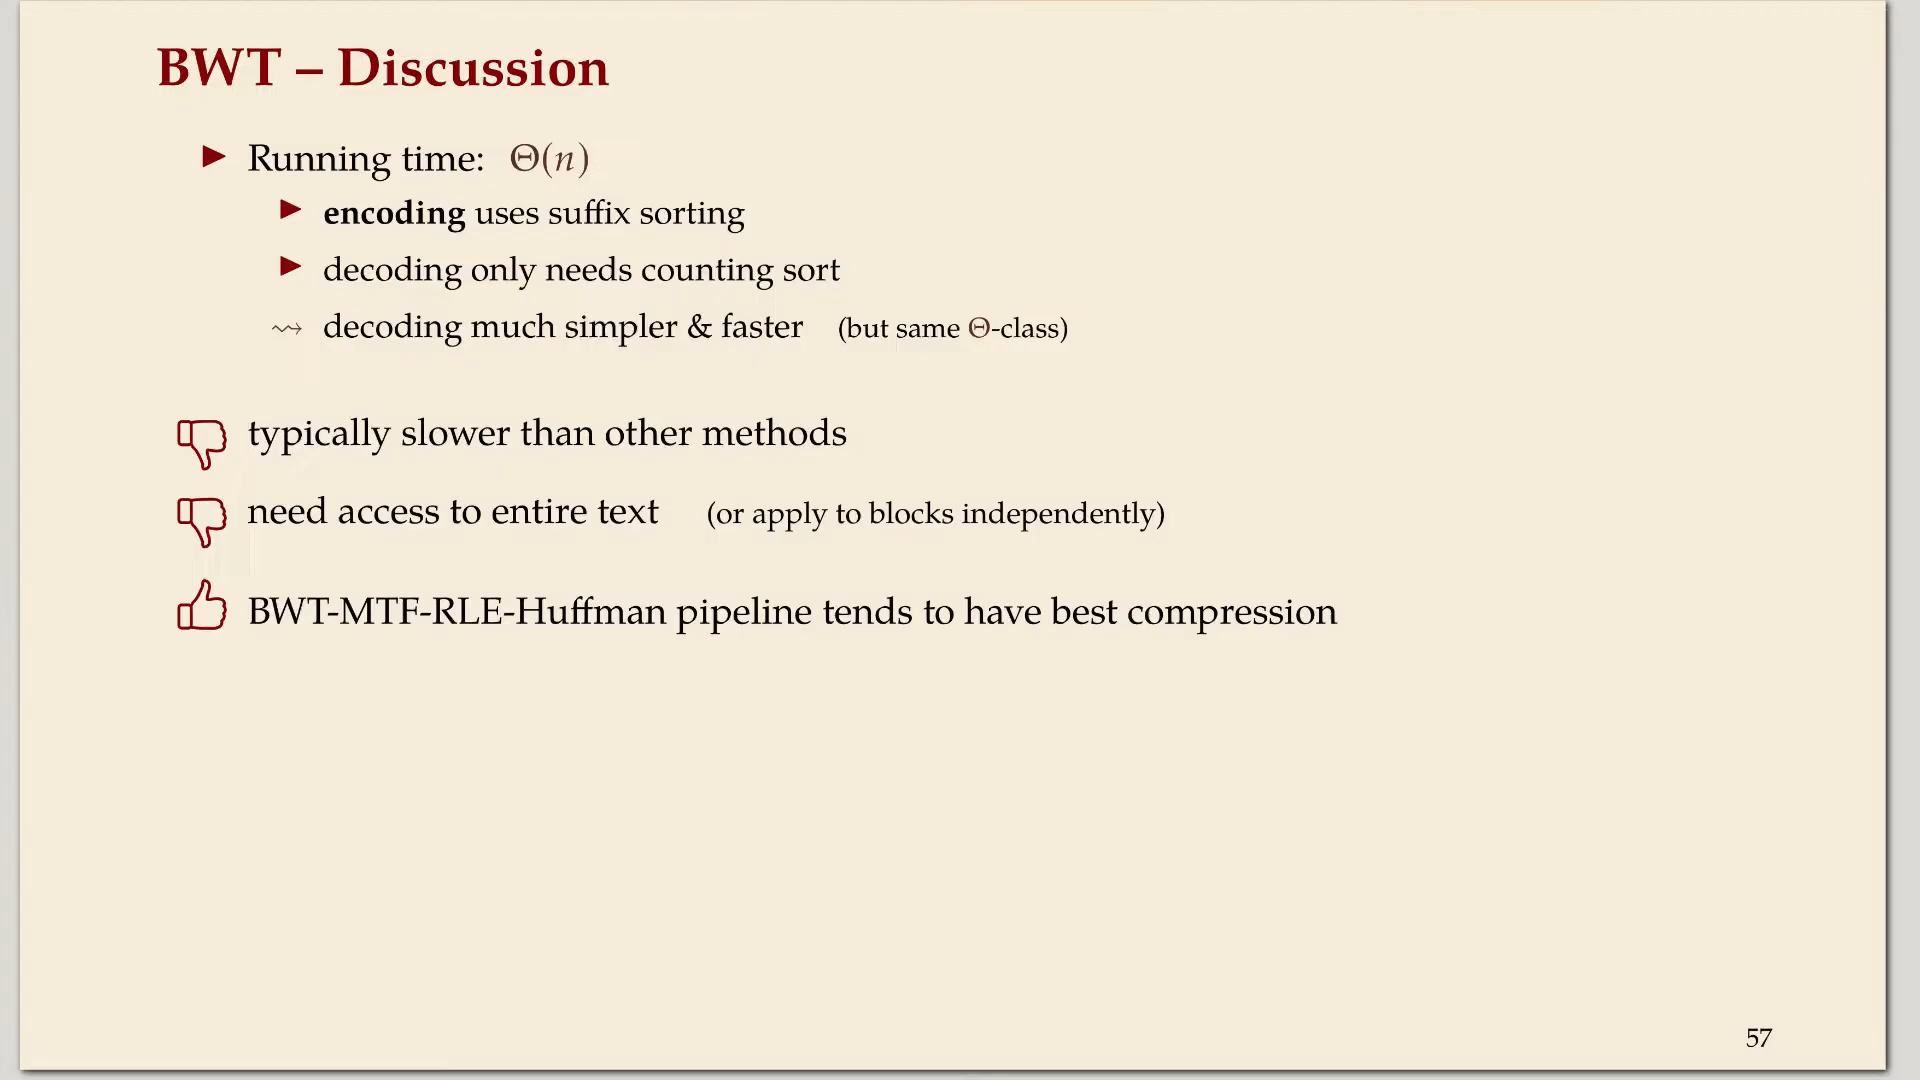 BWT – Discussion
▶ Running time: Θ(n)
▶ encoding uses suffix sorting
▶ decoding only needs counting sort
⇝ decoding much simpler & faster (but same Θ-class)
typically slower than other methods
need access to entire text (or apply to blocks independently)
BWT-MTF-RLE-Huffman pipeline tends to have best compression
57